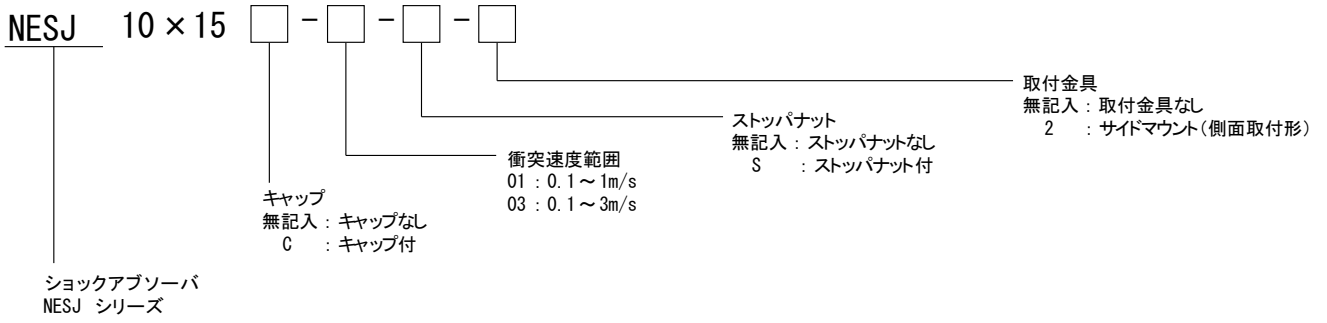 NESJ 10×15 □-□-□-□
取付金具
無記入：取付金具なし
2 ：サイドマウント(側面取付形)
ストッパナット
無記入：ストッパナットなし
S ：ストッパナット付
衝突速度範囲
01：0.1～1m/s
03：0.1～3m/s
キャップ
無記入：キャップなし
C ：キャップ付
ショックアブソーバ
NESJ シリーズ